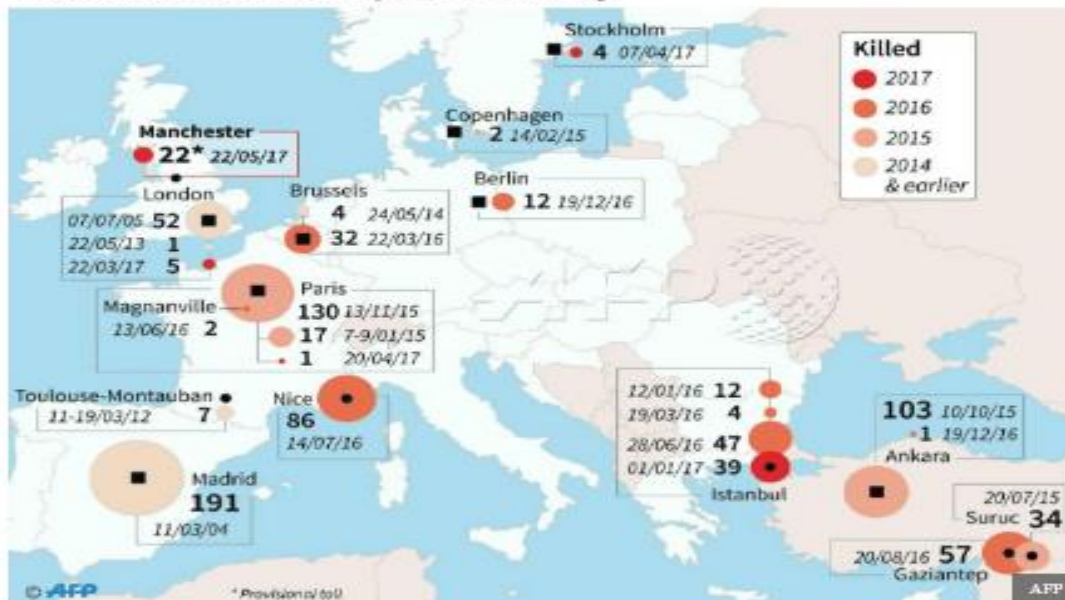 Stockholm
4 07/04/17
Killed
2017
2016
2015
2014
& earlier
Copenhagen
2 14/02/15
Manchester
22* 22/05/17
London
07/07/05 52
22/05/13 1
22/03/17 5
Brussels
4 24/05/14
32 22/03/16
Berlin
12 19/12/16
Paris
130 13/11/15
17 7-9/01/15
1 20/04/17
Magnanville
13/06/16 2
Toulouse-Montauban
11-19/03/12 7
Nice
86
14/07/16
Madrid
191
11/03/04
12/01/16 12
19/03/16 4
28/06/16 47
01/01/17 39
Istanbul
103 10/10/15
1 19/12/16
Ankara
20/07/15
Suruc 34
20/08/16 57
Gaziantep
© AFP
* Provisional toll
AFP